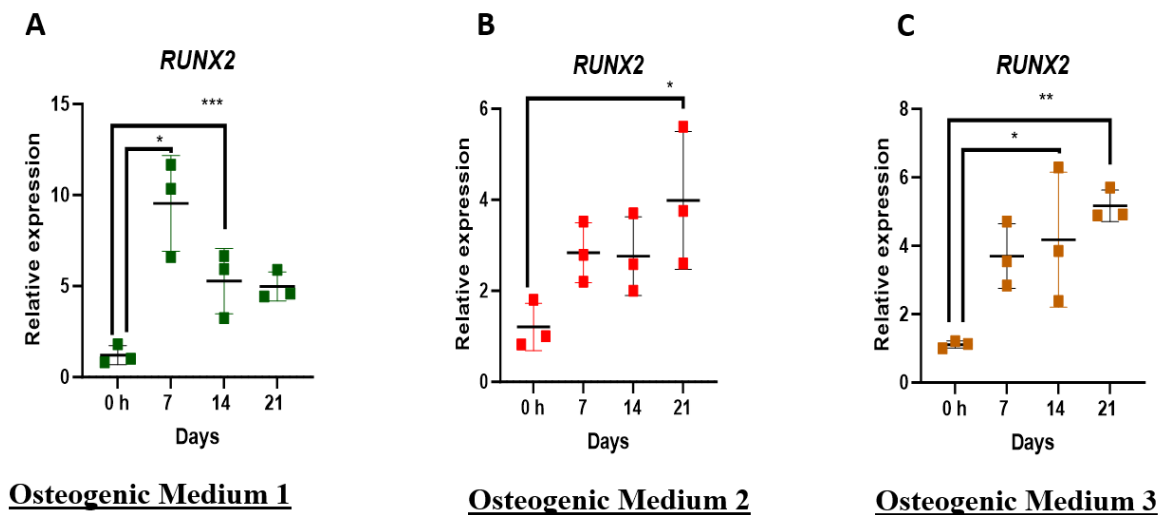 A
RUNX2
***
*
15
10
5
0
Relative expression
0 h 7 14 21
Days
Osteogenic Medium 1
B
RUNX2
*
6
4
2
0
Relative expression
0 h 7 14 21
Days
Osteogenic Medium 2
C
RUNX2
**
*
8
6
4
2
0
Relative expression
0 h 7 14 21
Days
Osteogenic Medium 3